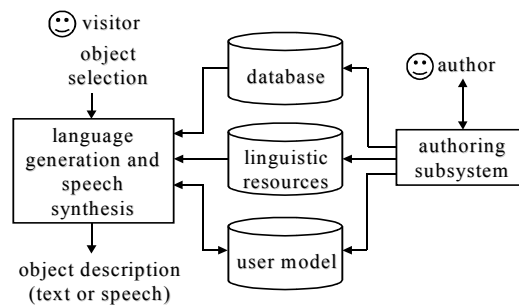 visitor
object
selection
language
generation and
speech
synthesis
object description
(text or speech)
database
linguistic
resources
user model
author
authoring
subsystem